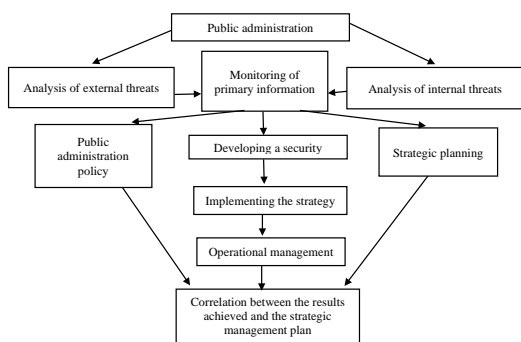 Public administration
Analysis of external threats
Monitoring of
primary information
Analysis of internal threats
Public
administration
policy
Developing a security
Strategic planning
Implementing the strategy
Operational management
Correlation between the results
achieved and the strategic
management plan